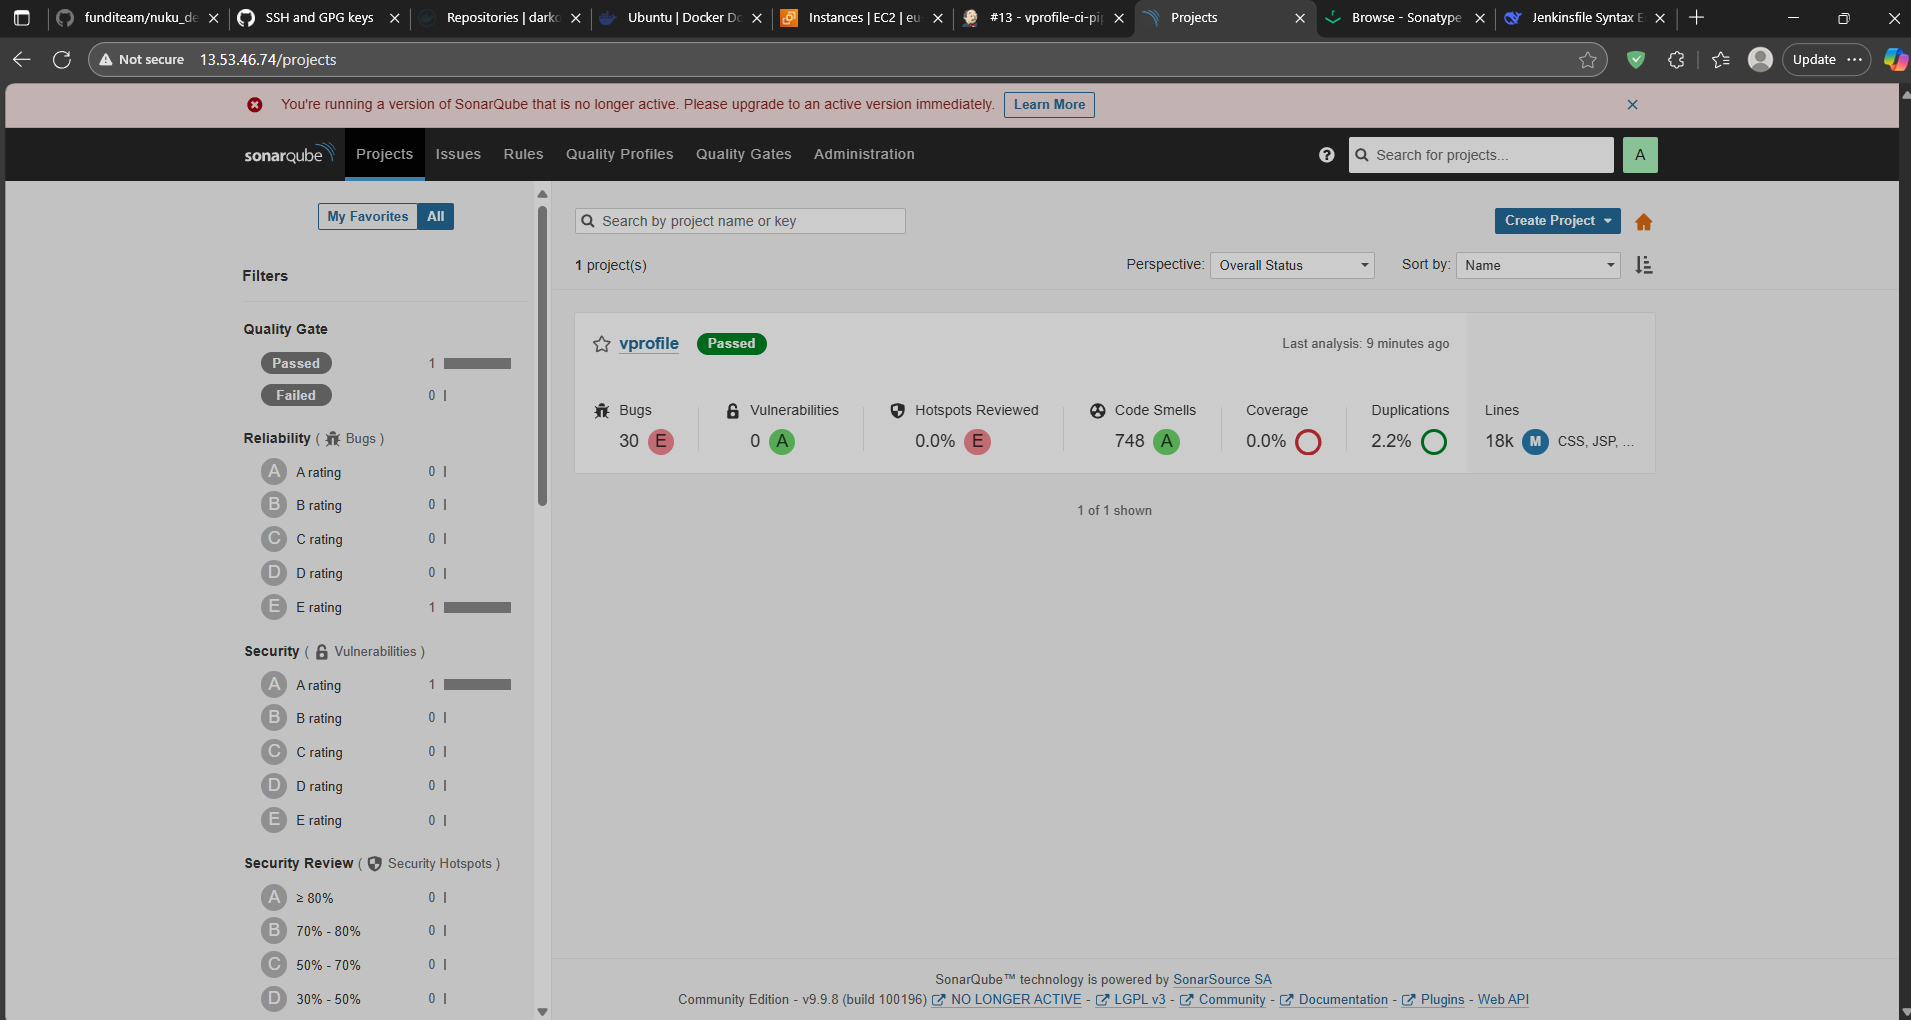 funditeam/nuku_de
SSH and GPG keys
Repositories | darko
Ubuntu | Docker Do
Instances | EC2 | eu
#13 - vprofile-ci-pip
Projects
Browse - Sonatype
Jenkinsfile Syntax E
Not secure
13.53.46.74/projects
Update
You're running a version of SonarQube that is no longer active. Please upgrade to an active version immediately.
Learn More
sonarqube
Projects
Issues
Rules
Quality Profiles
Quality Gates
Administration
Search for projects...
A
My Favorites
All
Search by project name or key
Create Project
1 project(s)
Perspective:
Overall Status
Sort by:
Name
Filters
Quality Gate
Passed 1
Failed 0
Reliability ( Bugs )
A A rating 0
B B rating 0
C C rating 0
D D rating 0
E E rating 1
Security ( Vulnerabilities )
A A rating 1
B B rating 0
C C rating 0
D D rating 0
E E rating 0
Security Review ( Security Hotspots )
A ≥ 80% 0
B 70% - 80% 0
C 50% - 70% 0
D 30% - 50% 0
vprofile
Passed
Last analysis: 9 minutes ago
Bugs
30 E
Vulnerabilities
0 A
Hotspots Reviewed
0.0% E
Code Smells
748 A
Coverage
0.0%
Duplications
2.2%
Lines
18k M CSS, JSP, ...
1 of 1 shown
SonarQube™ technology is powered by SonarSource SA
Community Edition - v9.9.8 (build 100196) NO LONGER ACTIVE - LGPL v3 - Community - Documentation - Plugins - Web API